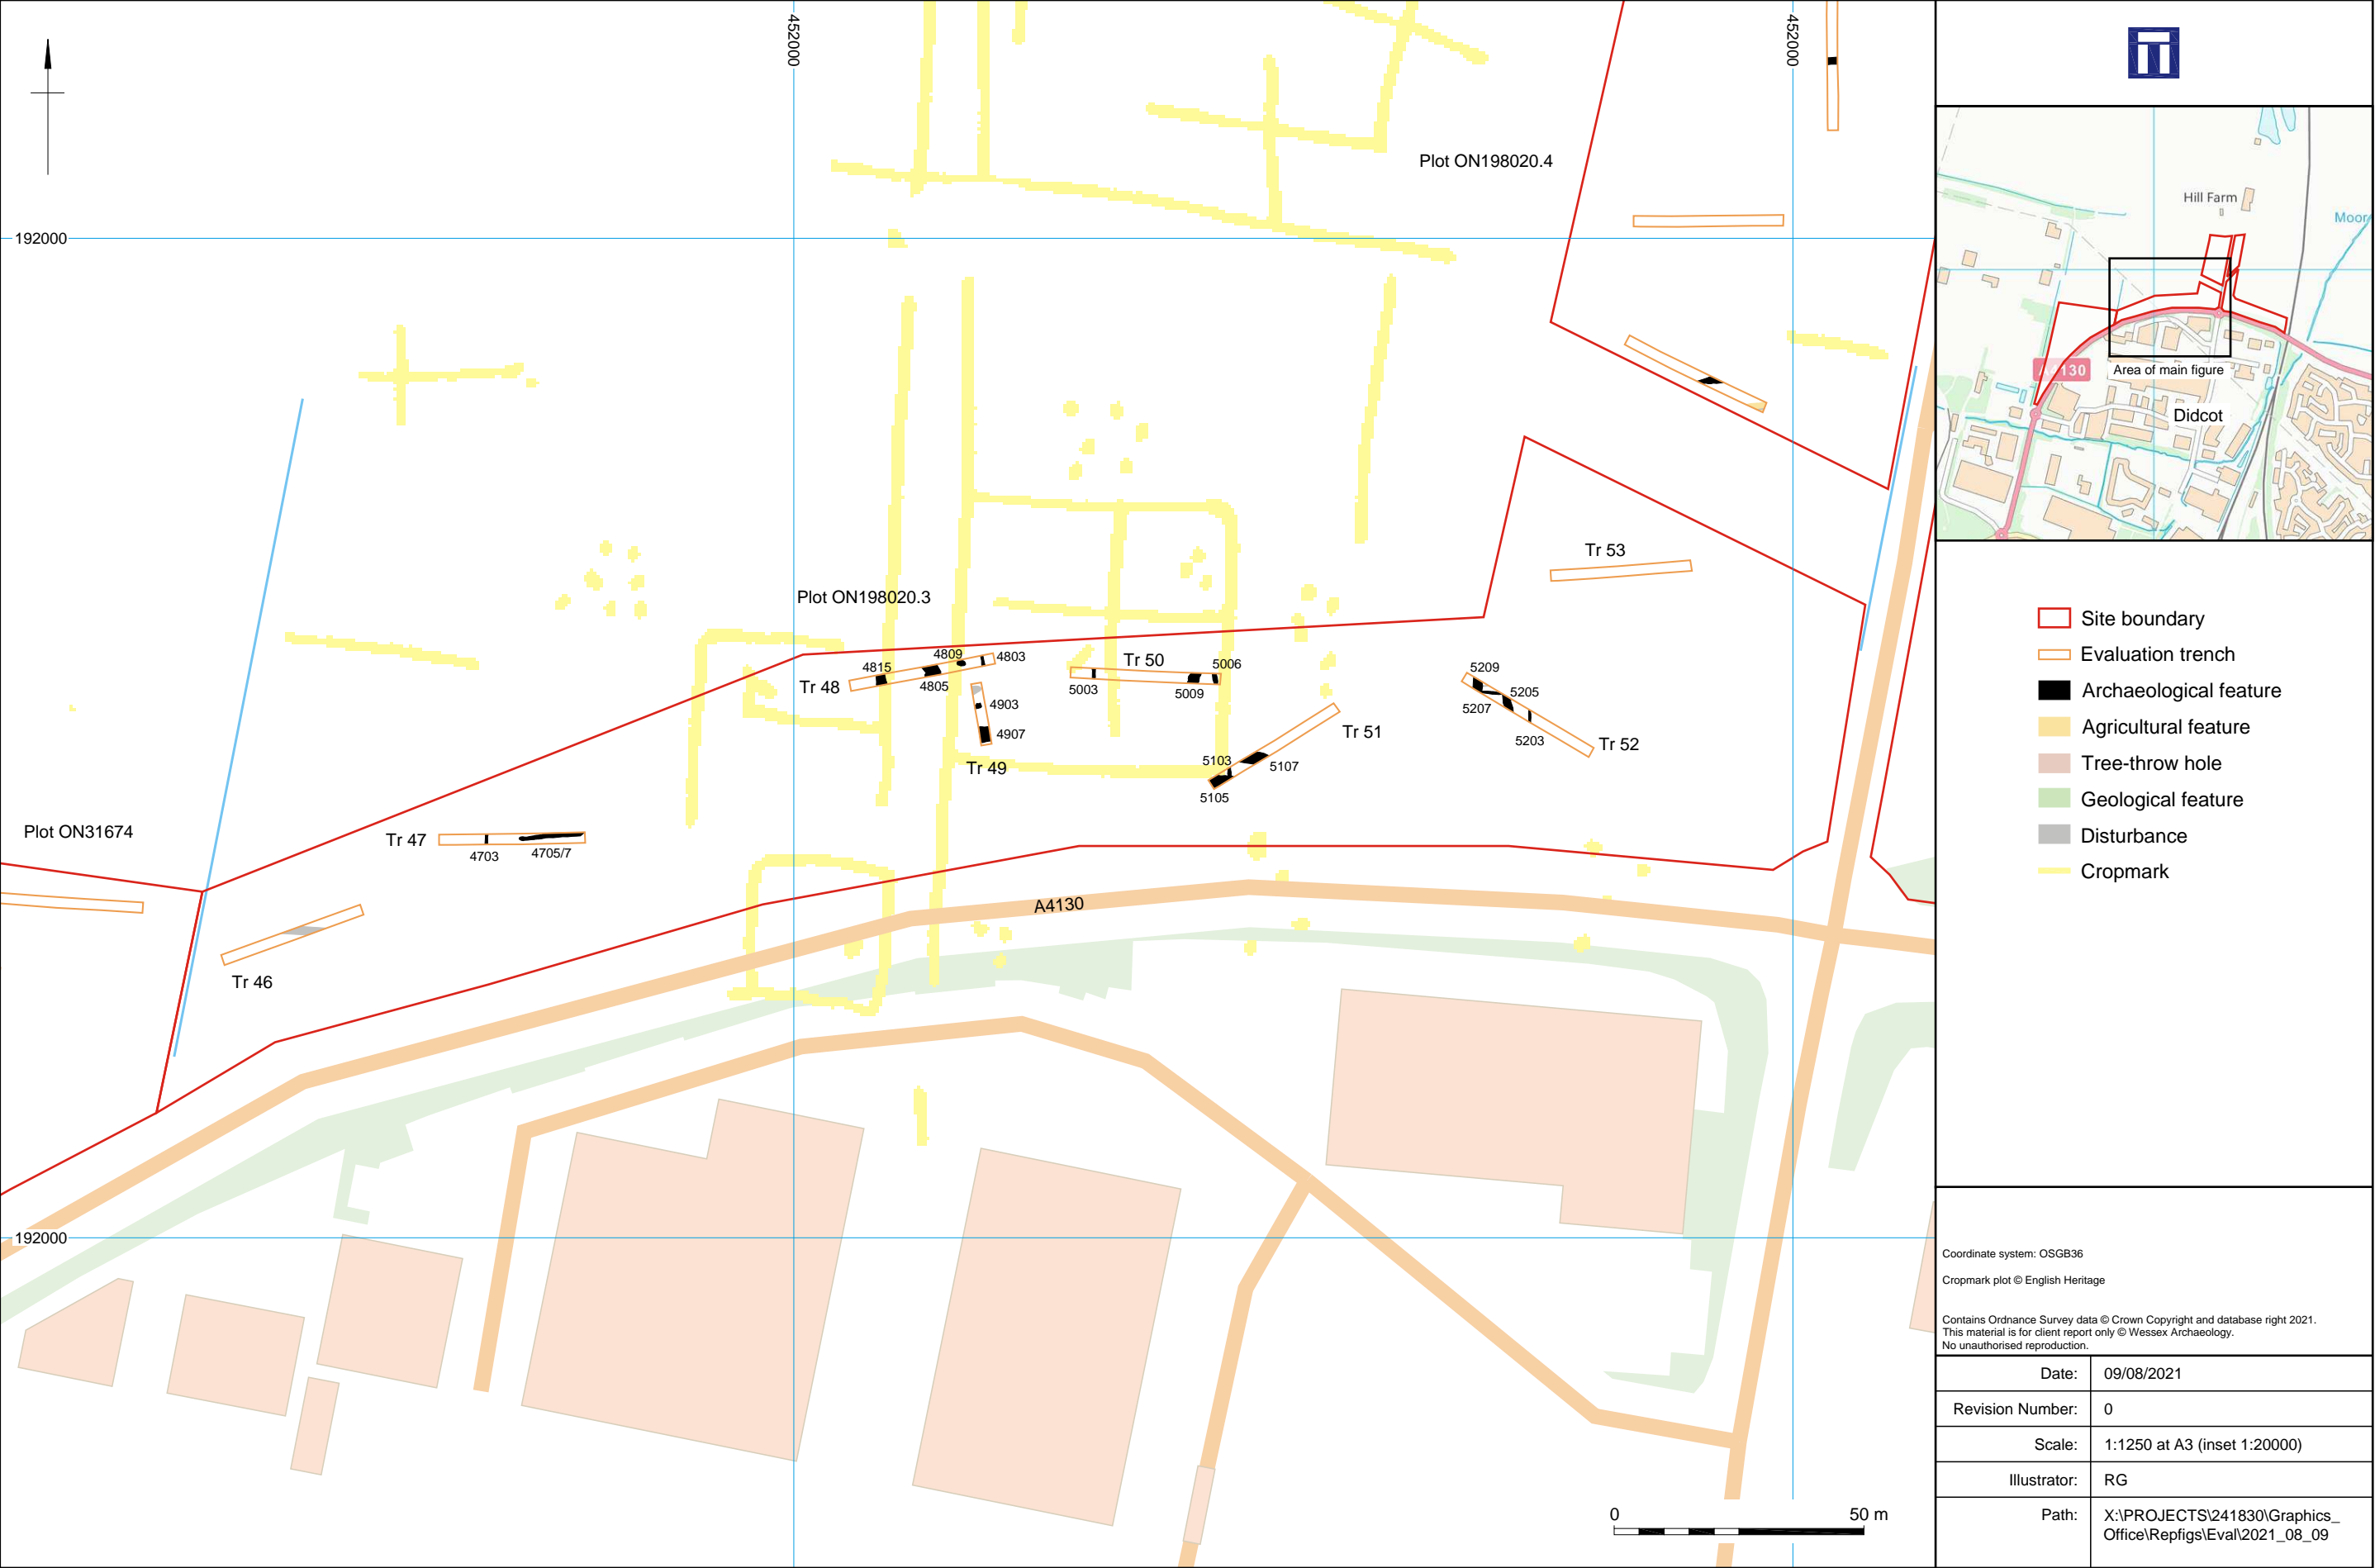 452000
452000
Plot ON198020.4
192000
Plot ON198020.3
Tr 53
4809
4803
4815
Tr 48
4805
Tr 50
5006
5003
5009
5209
5205
5207
5203
Tr 52
4903
4907
Tr 49
Tr 51
5103
5107
5105
Plot ON31674
Tr 47
4703
4705/7
A4130
Tr 46
192000
0
50 m
Hill Farm
Moor
A4130
Area of main figure
Didcot
Site boundary
Evaluation trench
Archaeological feature
Agricultural feature
Tree-throw hole
Geological feature
Disturbance
Cropmark
Coordinate system: OSGB36
Cropmark plot © English Heritage
Contains Ordnance Survey data © Crown Copyright and database right 2021.
This material is for client report only © Wessex Archaeology.
No unauthorised reproduction.
Date: 09/08/2021
Revision Number: 0
Scale: 1:1250 at A3 (inset 1:20000)
Illustrator: RG
Path: X:\PROJECTS\241830\Graphics_
Office\Repfigs\Eval\2021_08_09